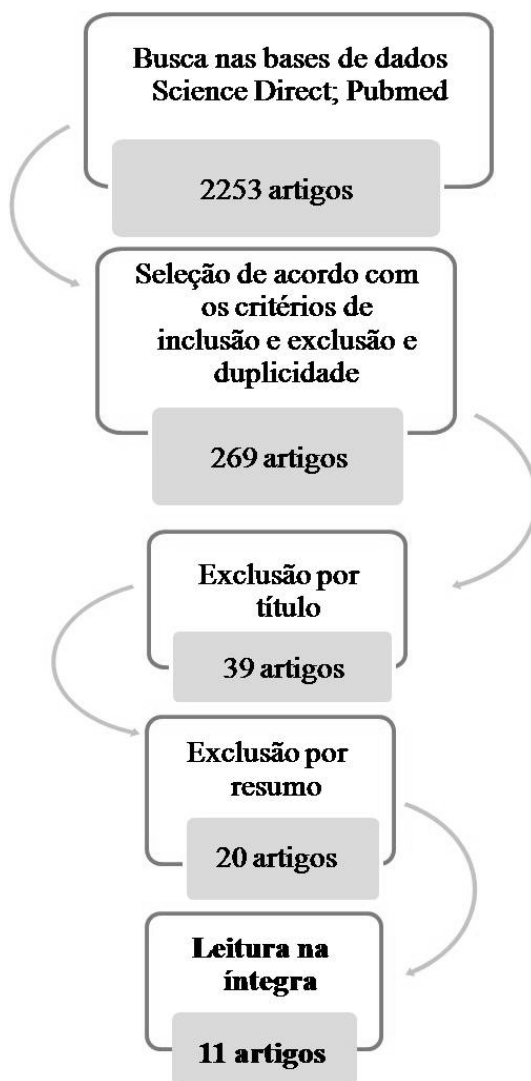 Busca nas bases de dados
Science Direct; Pubmed
2253 artigos
Seleção de acordo com
os critérios de
inclusão e exclusão e
duplicidade
269 artigos
Exclusão por
título
39 artigos
Exclusão por
resumo
20 artigos
Leitura na
íntegra
11 artigos